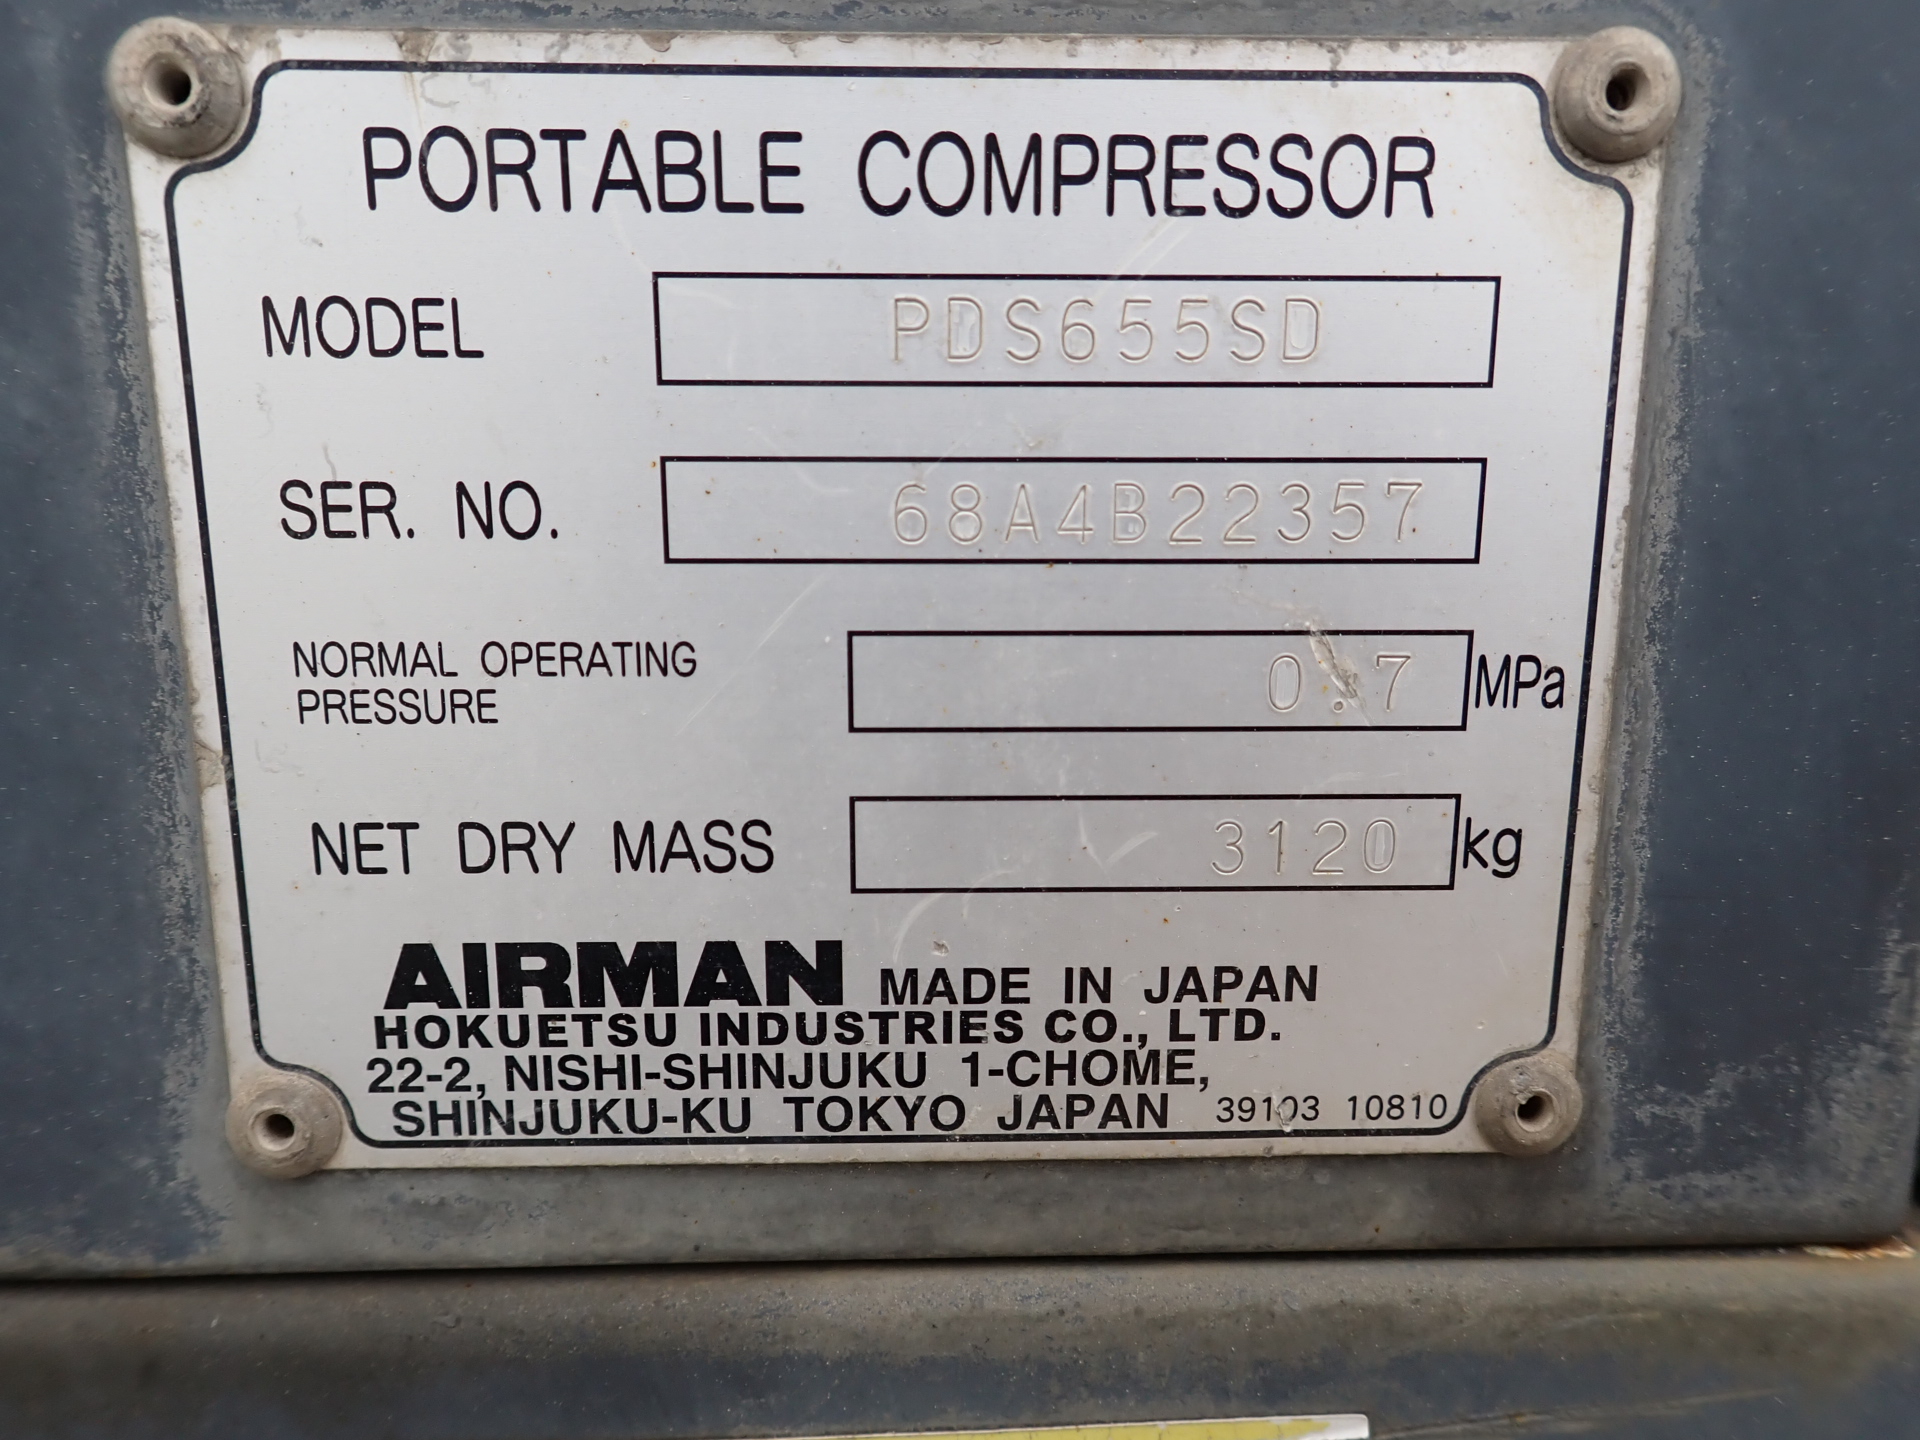 PORTABLE COMPRESSOR
MODEL PDS655SD
SER. NO. 68A4B22357
NORMAL OPERATING
PRESSURE 0.7 MPa
NET DRY MASS 3120 kg
AIRMAN MADE IN JAPAN
HOKUETSU INDUSTRIES CO., LTD.
22-2, NISHI-SHINJUKU 1-CHOME,
SHINJUKU-KU TOKYO JAPAN 39103 10810